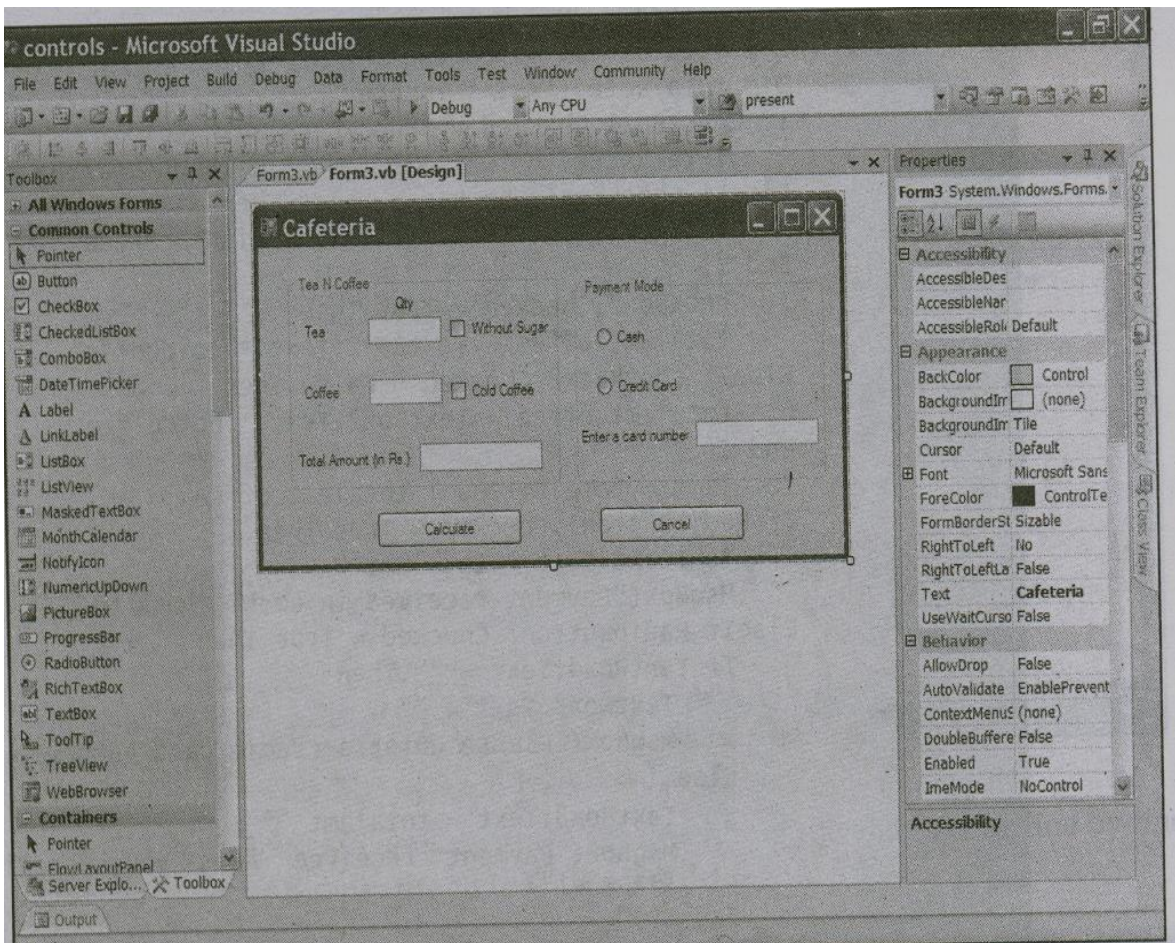 controls - Microsoft Visual Studio
File Edit View Project Build Debug Data Format Tools Test Window Community Help
Debug Any CPU present
Toolbox
All Windows Forms
Common Controls
Pointer
Button
CheckBox
CheckedListBox
ComboBox
DateTimePicker
A Label
A LinkLabel
ListBox
ListView
MaskedTextBox
MonthCalendar
NotifyIcon
NumericUpDown
PictureBox
ProgressBar
RadioButton
RichTextBox
abl TextBox
ToolTip
TreeView
WebBrowser
Containers
Pointer
FlowLayoutPanel
Server Explo... Toolbox
Output
Form3.vb Form3.vb [Design]
Cafeteria
Tea N Coffee
Qty
Tea
Without Sugar
Coffee
Cold Coffee
Total Amount (in Rs.)
Payment Mode
Cash
Credit Card
Enter a card number
Calculate
Cancel
Properties
Form3 System.Windows.Forms.
Accessibility
AccessibleDes
AccessibleNar
AccessibleRole Default
Appearance
BackColor Control
BackgroundIm (none)
BackgroundIm Tile
Cursor Default
Font Microsoft Sans
ForeColor ControlTe
FormBorderSt Sizable
RightToLeft No
RightToLeftLa False
Text Cafeteria
UseWaitCurso False
Behavior
AllowDrop False
AutoValidate EnablePrevent
ContextMenuS (none)
DoubleBuffere False
Enabled True
ImeMode NoControl
Accessibility
Solution Explorer
Team Explorer
Class View